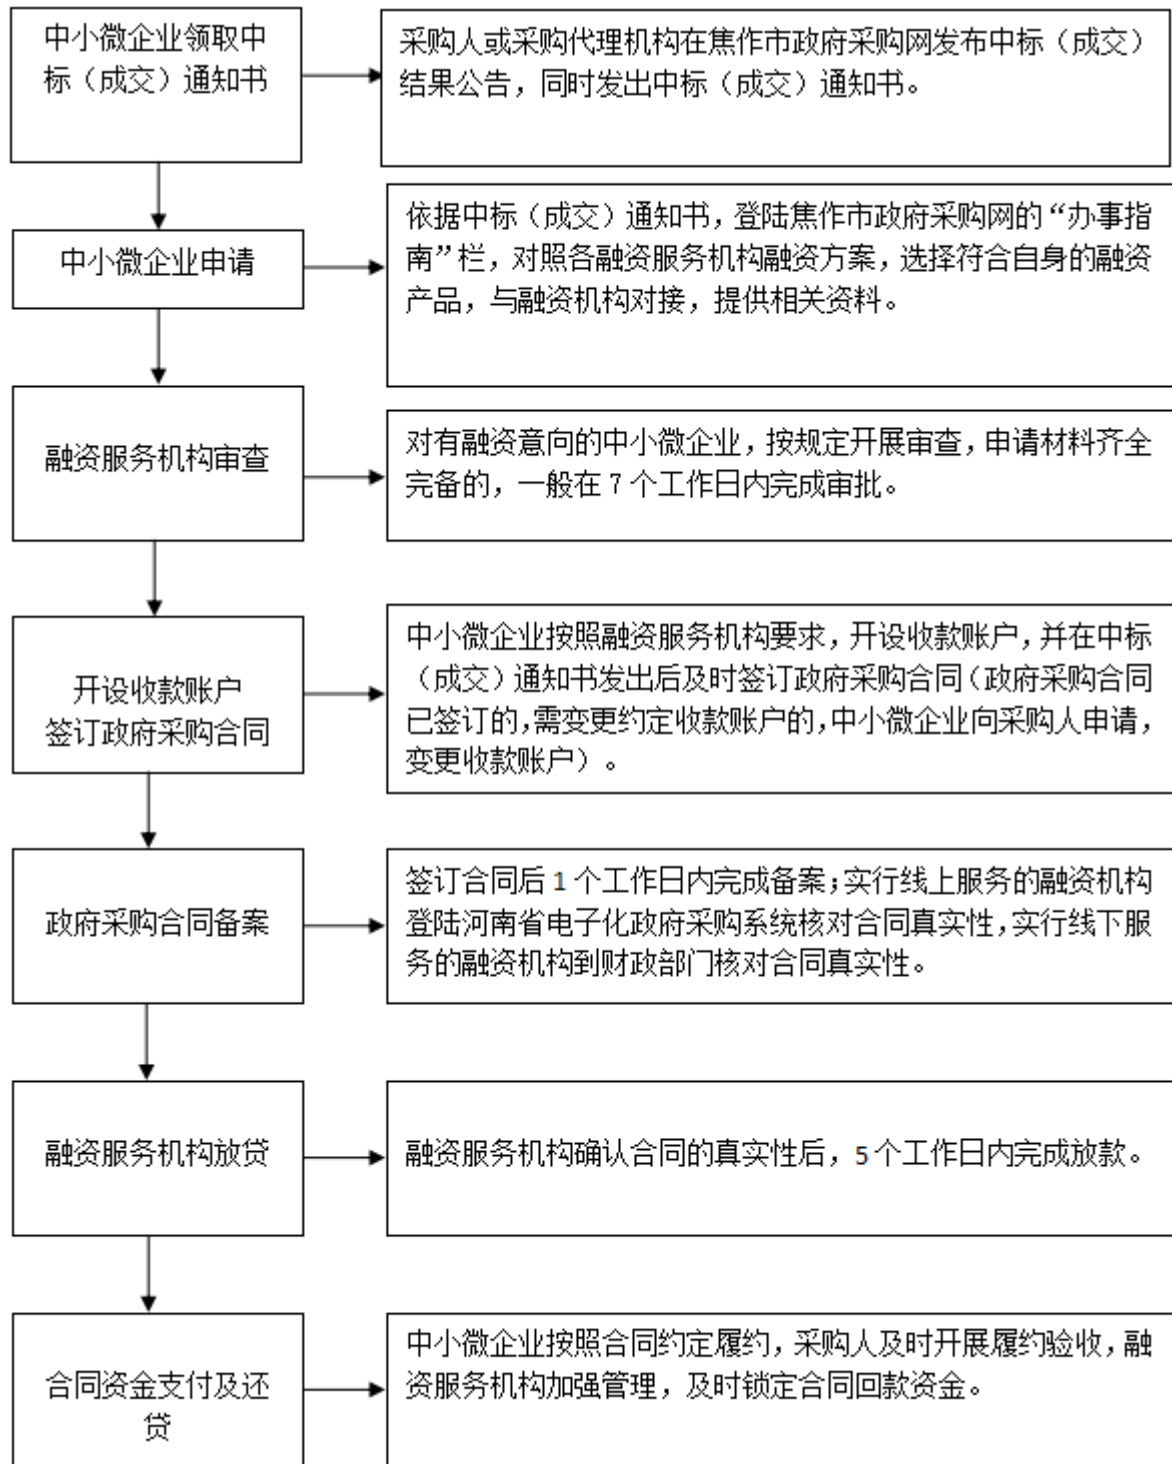 中小微企业领取中
标（成交）通知书
采购人或采购代理机构在焦作市政府采购网发布中标（成交）
结果公告，同时发出中标（成交）通知书。
中小微企业申请
依据中标（成交）通知书，登陆焦作市政府采购网的“办事指
南”栏，对照各融资服务机构融资方案，选择符合自身的融资
产品，与融资机构对接，提供相关资料。
融资服务机构审查
对有融资意向的中小微企业，按规定开展审查，申请材料齐全
完备的，一般在 7 个工作日内完成审批。
开设收款账户
签订政府采购合同
中小微企业按照融资服务机构要求，开设收款账户，并在中标
（成交）通知书发出后及时签订政府采购合同（政府采购合同
已签订的，需变更约定收款账户的，中小微企业向采购人申请，
变更收款账户）。
政府采购合同备案
签订合同后 1 个工作日内完成备案；实行线上服务的融资机构
登陆河南省电子化政府采购系统核对合同真实性，实行线下服
务的融资机构到财政部门核对合同真实性。
融资服务机构放贷
融资服务机构确认合同的真实性后，5 个工作日内完成放款。
合同资金支付及还
贷
中小微企业按照合同约定履约，采购人及时开展履约验收，融
资服务机构加强管理，及时锁定合同回款资金。